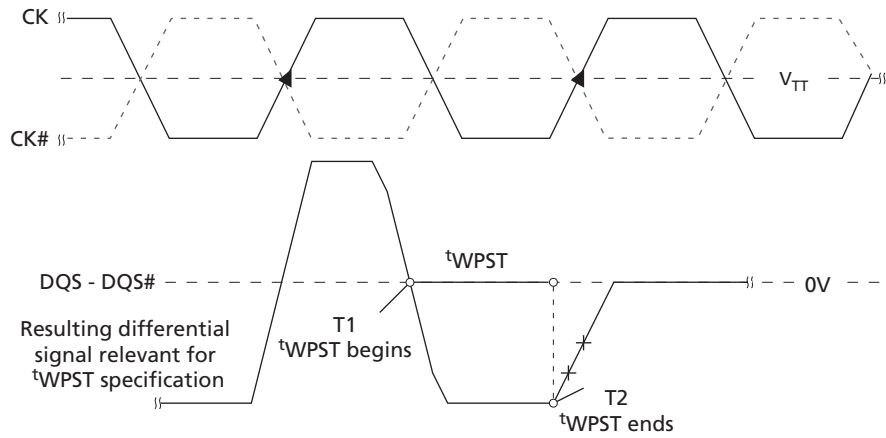 CK
V_TT
CK#
tWPST
DQS - DQS#
0V
Resulting differential
signal relevant for
tWPST specification
T1
tWPST begins
T2
tWPST ends